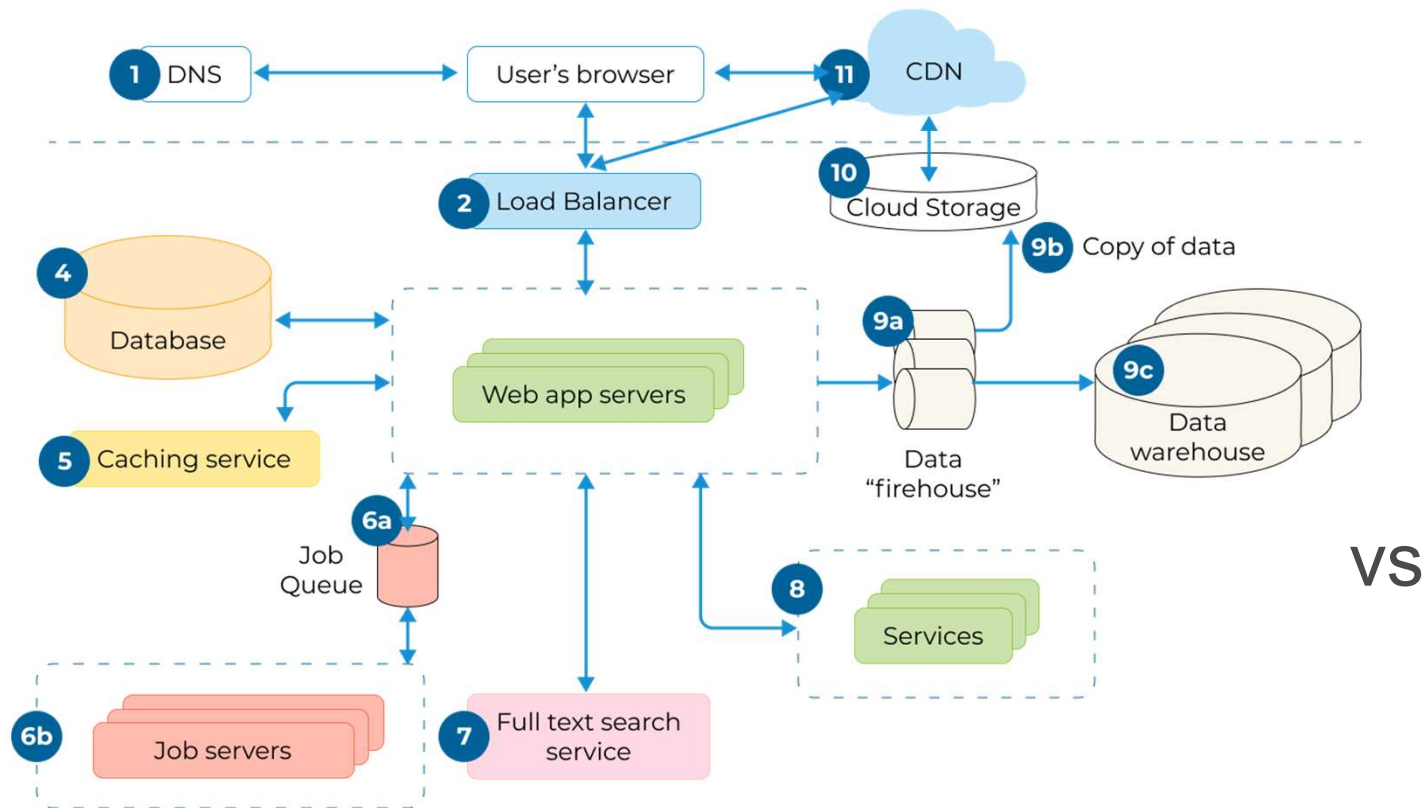 1 DNS
User's browser
11 CDN
2 Load Balancer
10
Cloud Storage
9b Copy of data
4
Database
9a
9c
Web app servers
Data
warehouse
5 Caching service
Data
“firehouse”
6a
Job
Queue
vs
8
Services
6b
Job servers
7
Full text search
service